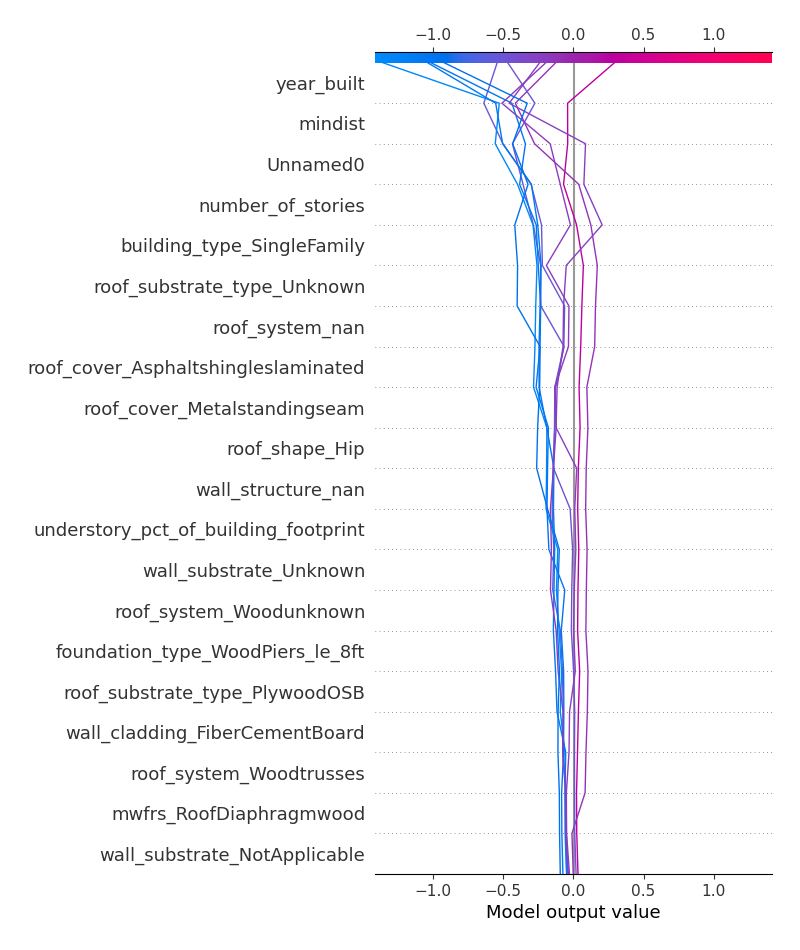 −1.0 −0.5 0.0 0.5 1.0
year_built
mindist
Unnamed0
number_of_stories
building_type_SingleFamily
roof_substrate_type_Unknown
roof_system_nan
roof_cover_Asphaltshingleslaminated
roof_cover_Metalstandingseam
roof_shape_Hip
wall_structure_nan
understory_pct_of_building_footprint
wall_substrate_Unknown
roof_system_Woodunknown
foundation_type_WoodPiers_le_8ft
roof_substrate_type_PlywoodOSB
wall_cladding_FiberCementBoard
roof_system_Woodtrusses
mwfrs_RoofDiaphragmwood
wall_substrate_NotApplicable
−1.0 −0.5 0.0 0.5 1.0
Model output value